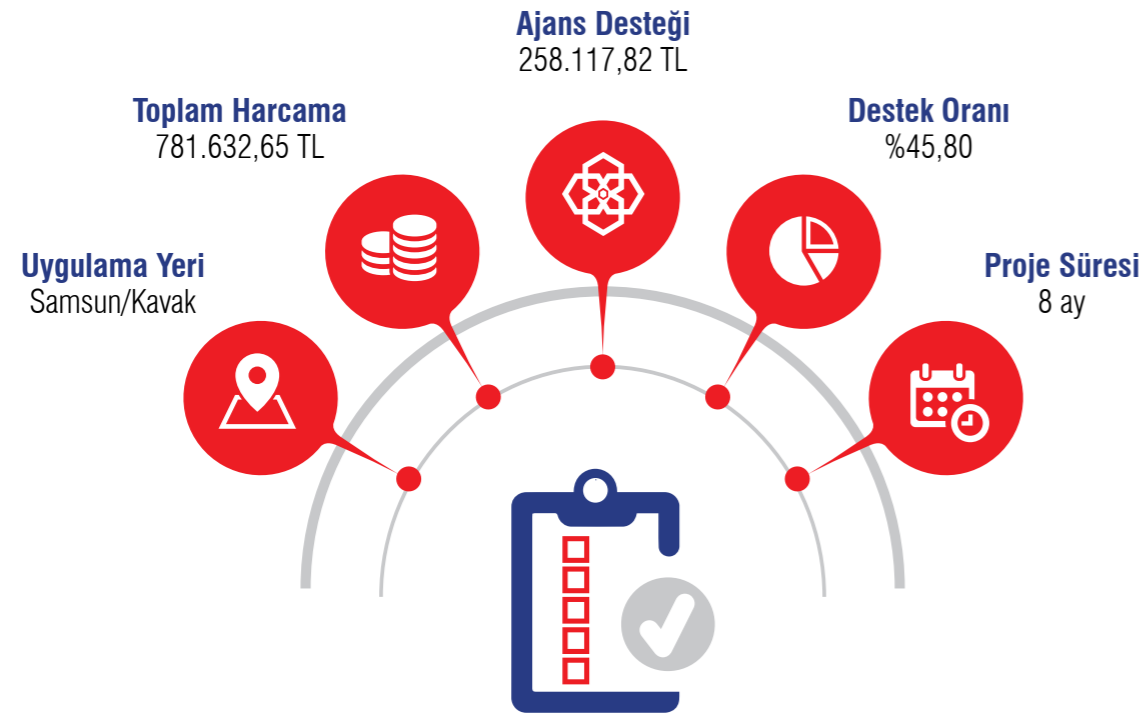 Uygulama Yeri
Samsun/Kavak
Toplam Harcama
781.632,65 TL
Ajans Desteği
258.117,82 TL
Destek Oranı
%45,80
Proje Süresi
8 ay